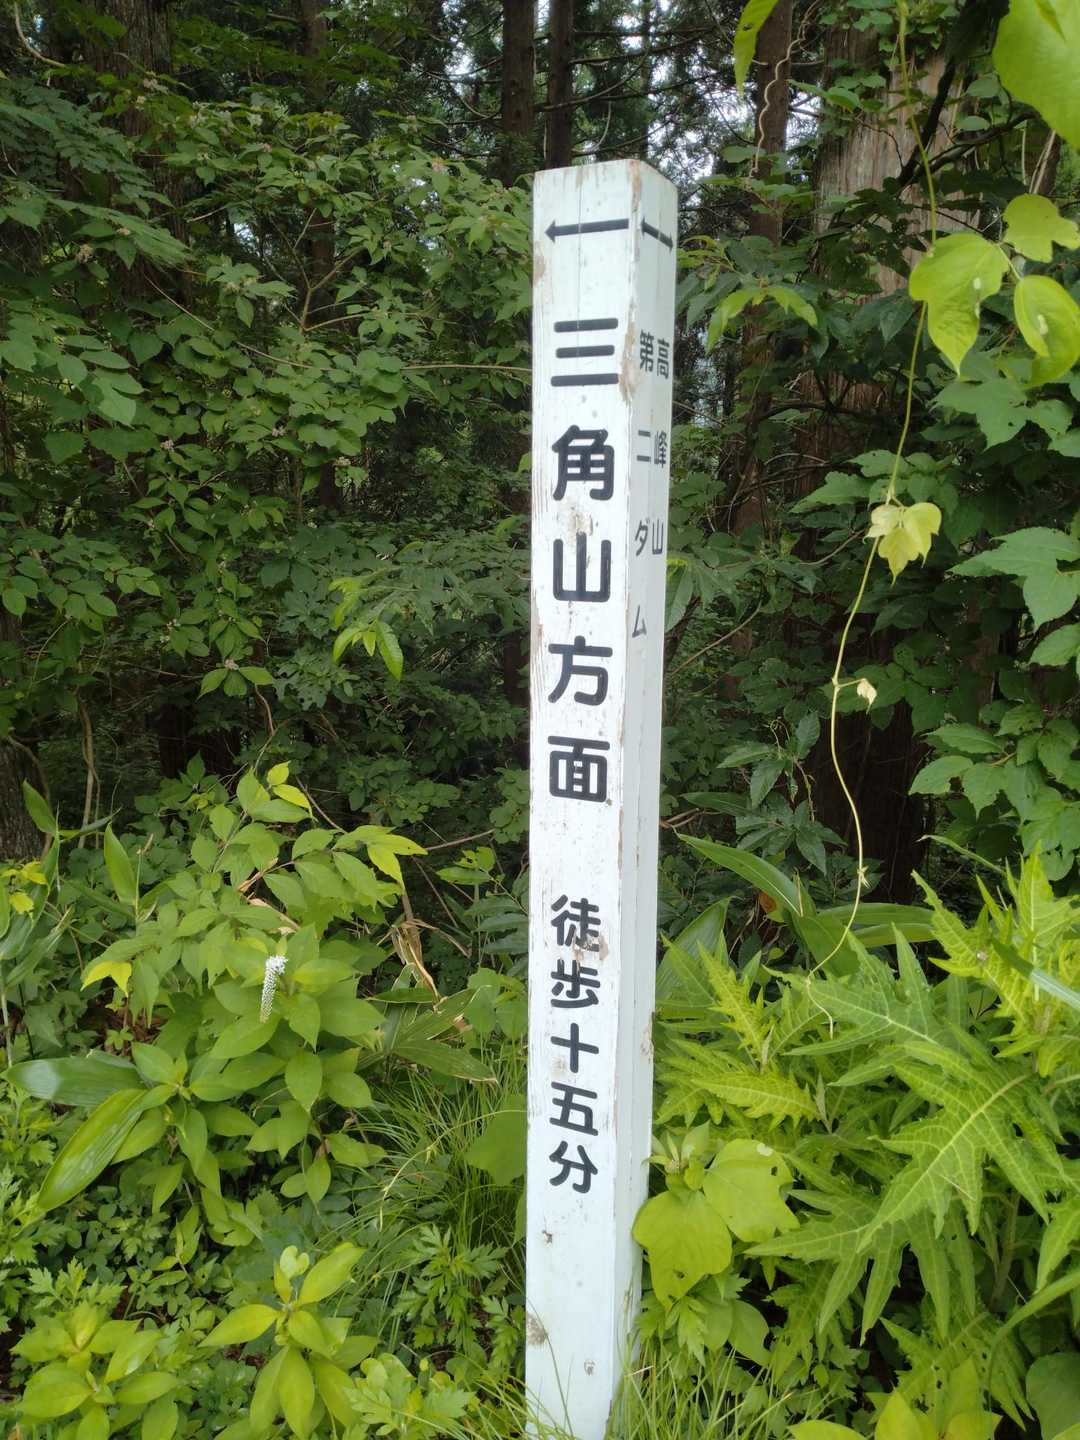 ←
三角山方面 徒歩十五分
↔
高峰山
第二ダム